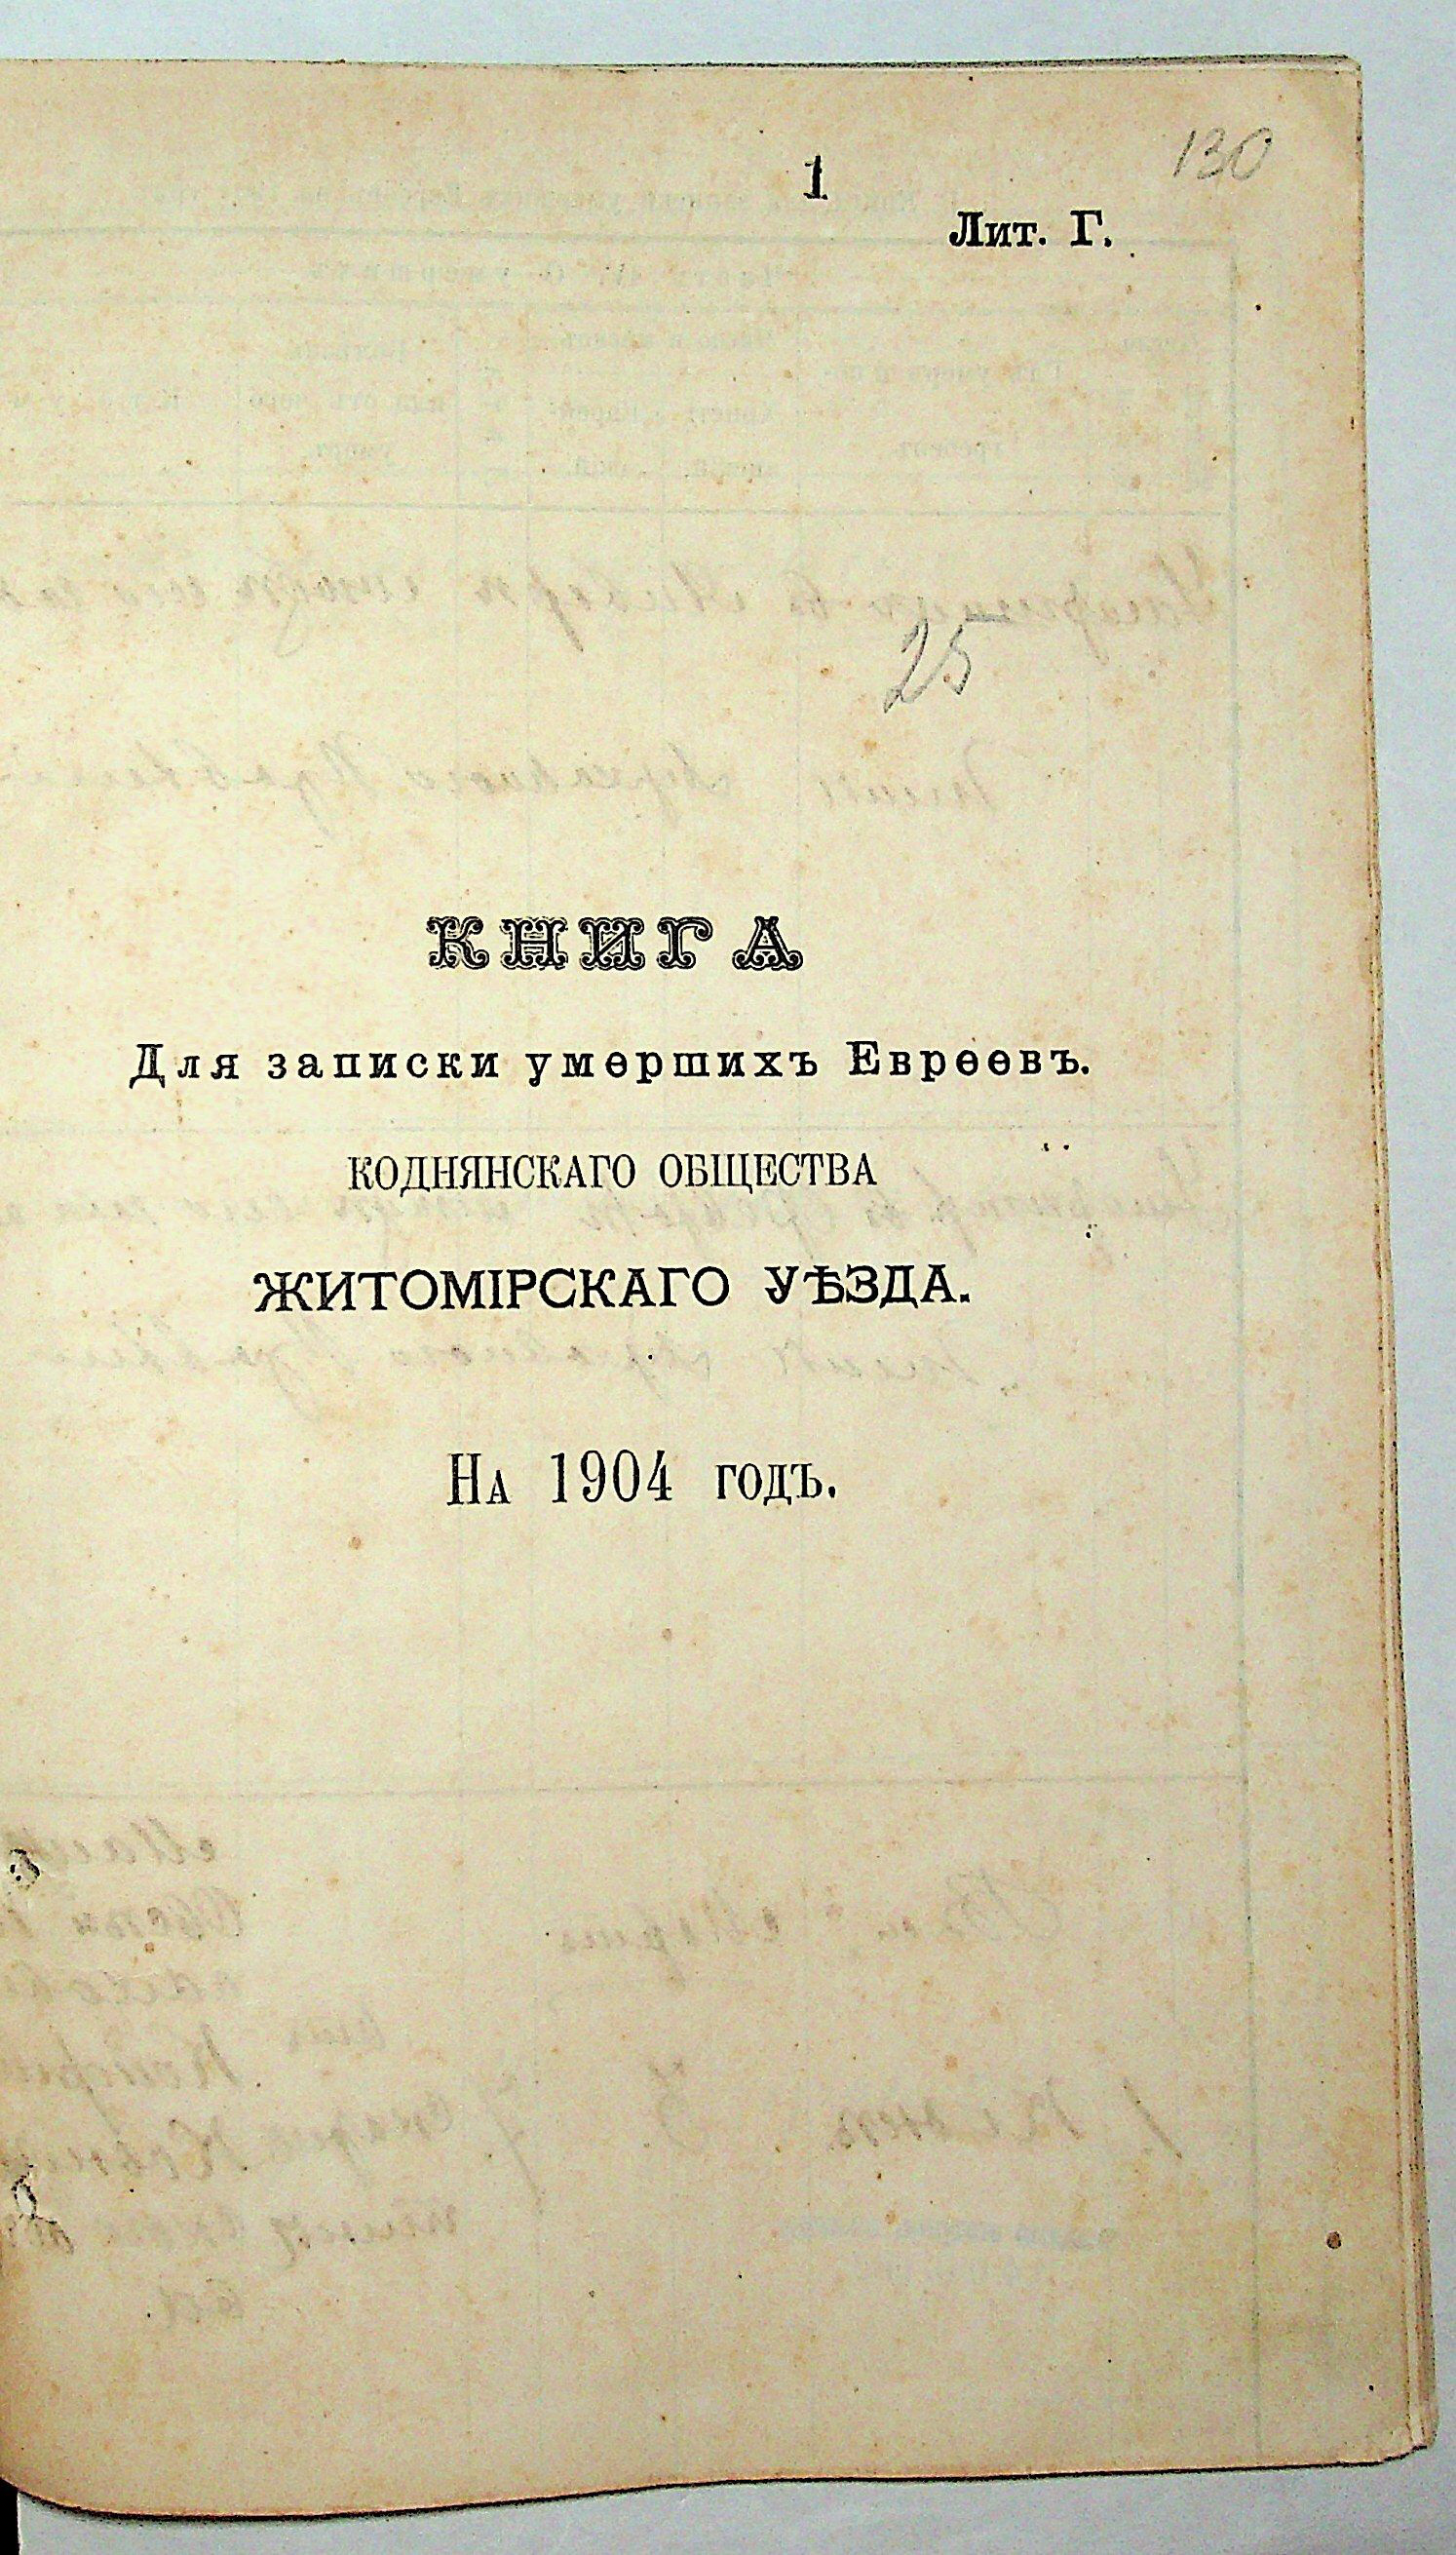 130
1
Лит. Г.
25
КНИГА
Для записки умершихъ Евреевъ.
КОДНЯНСКАГО ОБЩЕСТВА
ЖИТОМІРСКАГО УѢЗДА.
НА 1904 ГОДЪ.